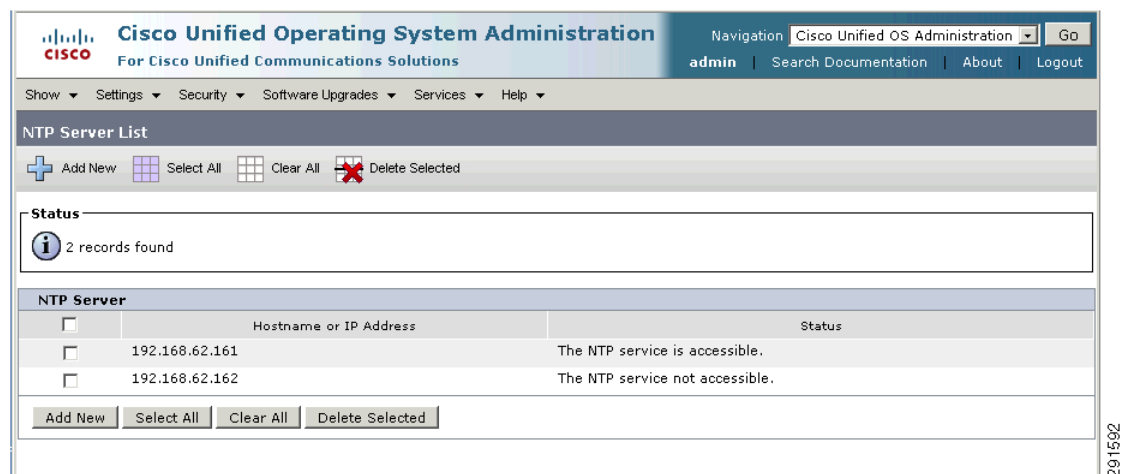 CISCO
Cisco Unified Operating System Administration
For Cisco Unified Communications Solutions
Navigation Cisco Unified OS Administration Go
admin | Search Documentation | About | Logout
Show Settings Security Software Upgrades Services Help
NTP Server List
Add New Select All Clear All Delete Selected
Status
2 records found
NTP Server
Hostname or IP Address Status
192.168.62.161 The NTP service is accessible.
192.168.62.162 The NTP service not accessible.
Add New Select All Clear All Delete Selected
291592